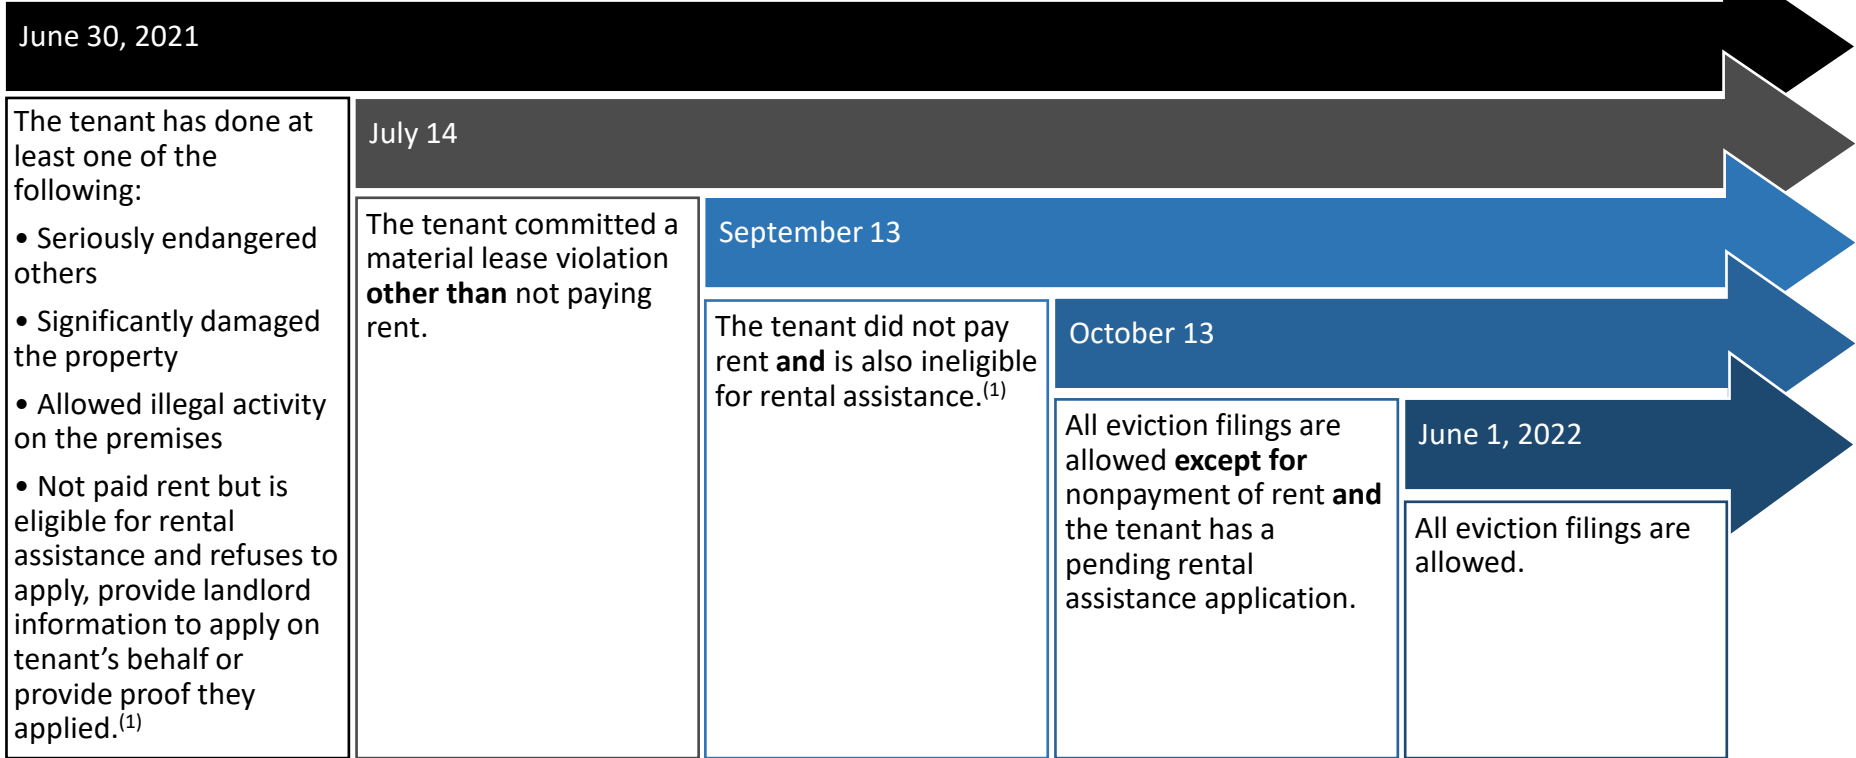 June 30, 2021
The tenant has done at
least one of the
following:
• Seriously endangered
others
• Significantly damaged
the property
• Allowed illegal activity
on the premises
• Not paid rent but is
eligible for rental
assistance and refuses to
apply, provide landlord
information to apply on
tenant’s behalf or
provide proof they
applied.(1)
July 14
The tenant committed a
material lease violation
other than not paying
rent.
September 13
The tenant did not pay
rent and is also ineligible
for rental assistance.(1)
October 13
All eviction filings are
allowed except for
nonpayment of rent and
the tenant has a
pending rental
assistance application.
June 1, 2022
All eviction filings are
allowed.